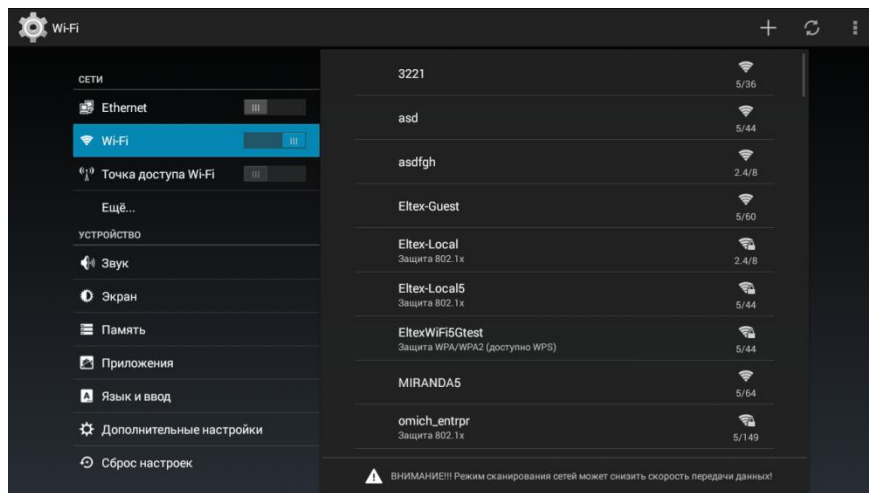 Wi-Fi
СЕТИ
Ethernet
Wi-Fi
Точка доступа Wi-Fi
Ещё...
УСТРОЙСТВО
Звук
Экран
Память
Приложения
Язык и ввод
Дополнительные настройки
Сброс настроек
3221
5/36
asd
5/44
asdfgh
2.4/8
Eltex-Guest
5/60
Eltex-Local
Защита 802.1x
2.4/8
Eltex-Local5
Защита 802.1x
5/44
EltexWiFi5Gtest
Защита WPA/WPA2 (доступно WPS)
5/44
MIRANDA5
5/64
omich_entrpr
Защита 802.1x
5/149
ВНИМАНИЕ!!! Режим сканирования сетей может снизить скорость передачи данных!